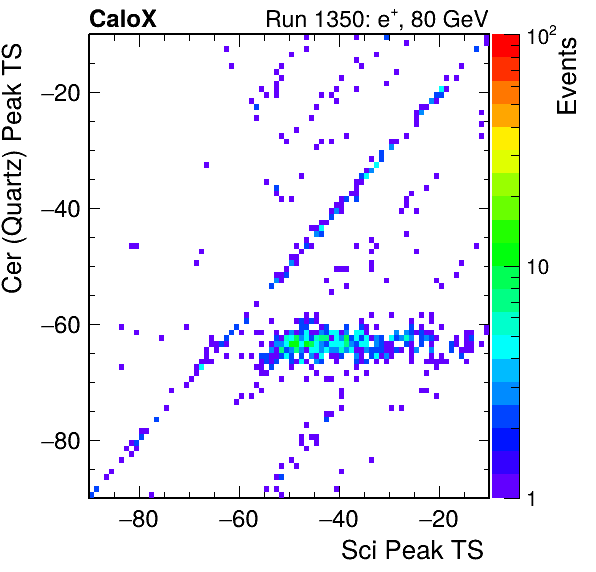 CaloX Run 1350: e⁺, 80 GeV
Cer (Quartz) Peak TS
−20
−40
−60
−80
−80 −60 −40 −20
Sci Peak TS
10²
10
1
Events